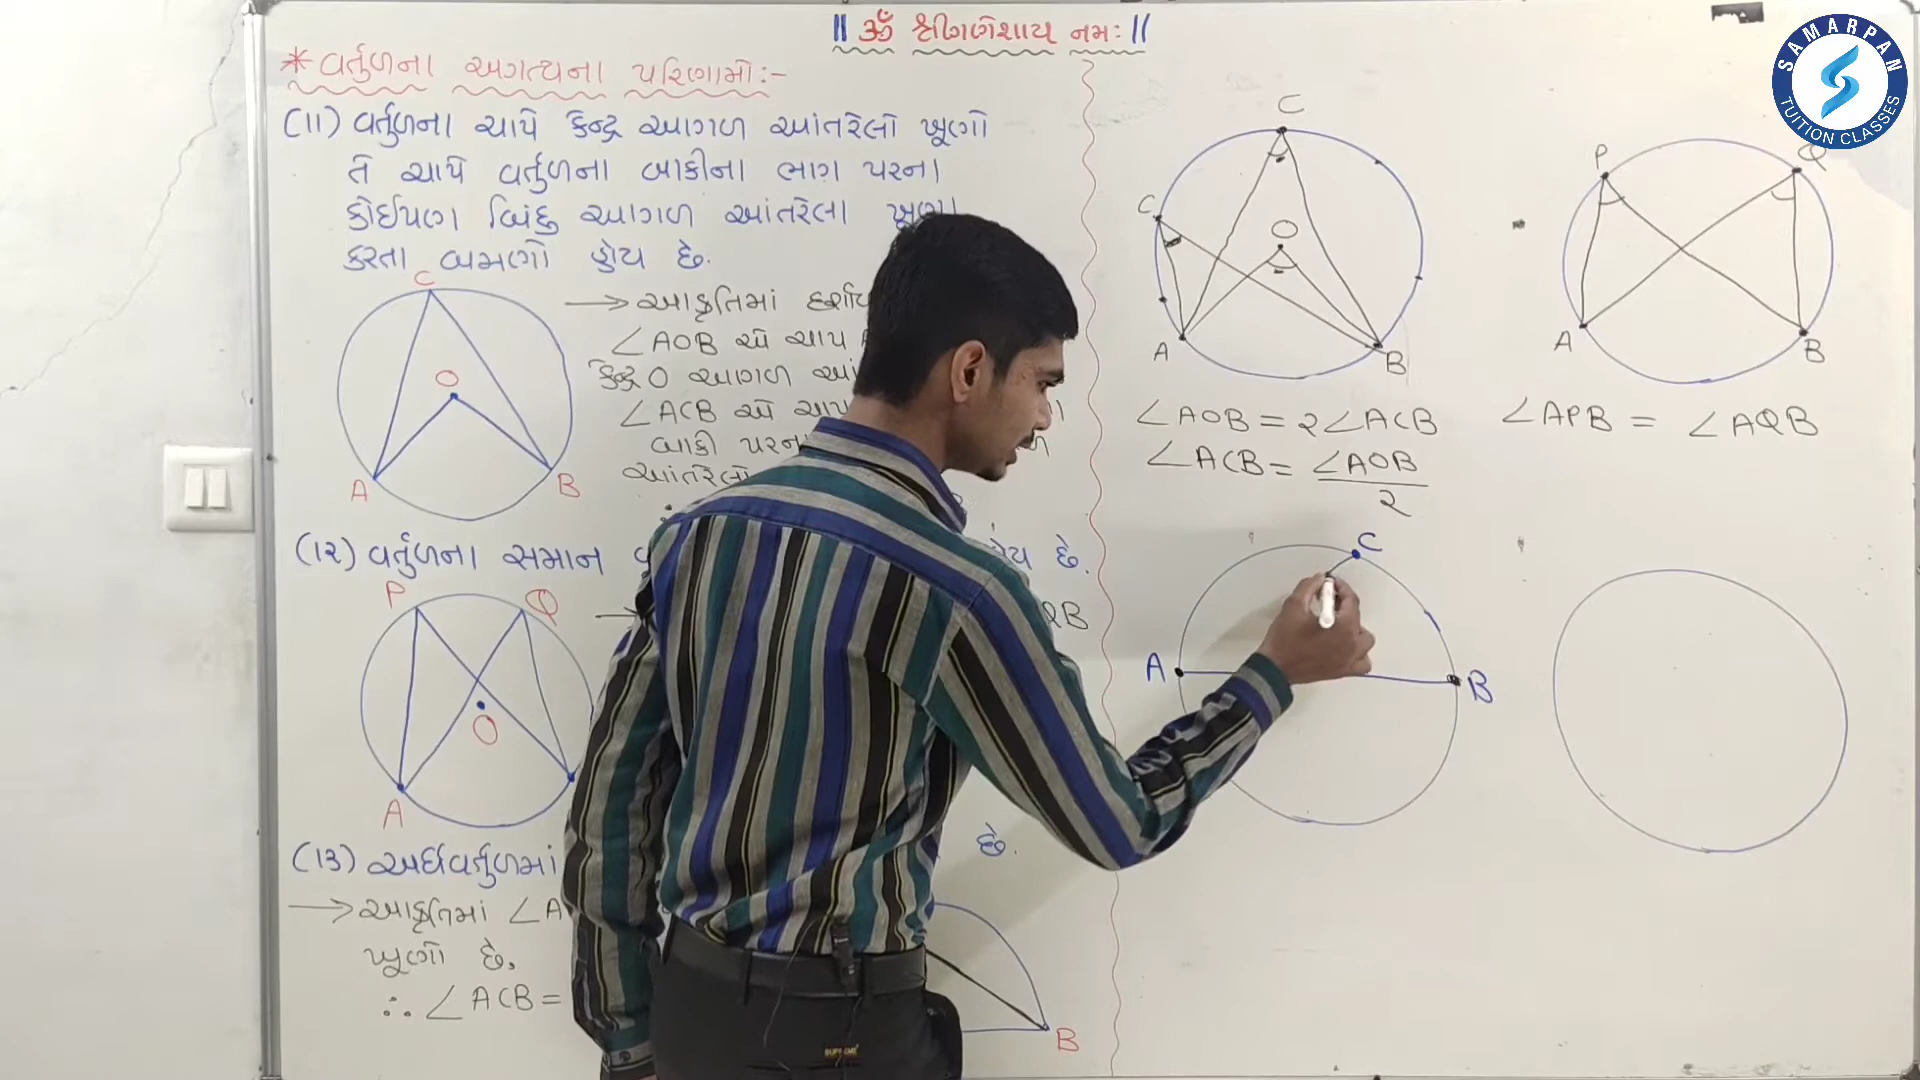 || ૐ શ્રીગણેશાય નમઃ ||
SAMARPAN
TUITION CLASSES
* વર્તુળના અગત્યના પરિણામો:-
(૧૧) વર્તુળના ચાપે કેન્દ્ર આગળ આંતરેલો ખૂણો
તે ચાપે વર્તુળના બાકીના ભાગ પરના
કોઈપણ બિંદુ આગળ આંતરેલા ખૂણા
કરતા બમણો હોય છે.
C
O
A
B
→ આકૃતિમાં
∠AOB એ ચાપ
કેન્દ્ર O આગળ
∠ACB એ ચાપ
બાકી પરના
આંતરેલો
(૧૨) વર્તુળના સમાન
હોય છે.
P
Q
O
A
→
QB
(૧૩) અર્ધવર્તુળમાં
છે.
→ આકૃતિમાં ∠A
ખૂણો છે,
∴ ∠ACB =
B
C
C
O
A
B
∠AOB = ૨∠ACB
∠ACB = ∠AOB
૨
P
Q
A
B
∠APB = ∠AQB
C
A
B